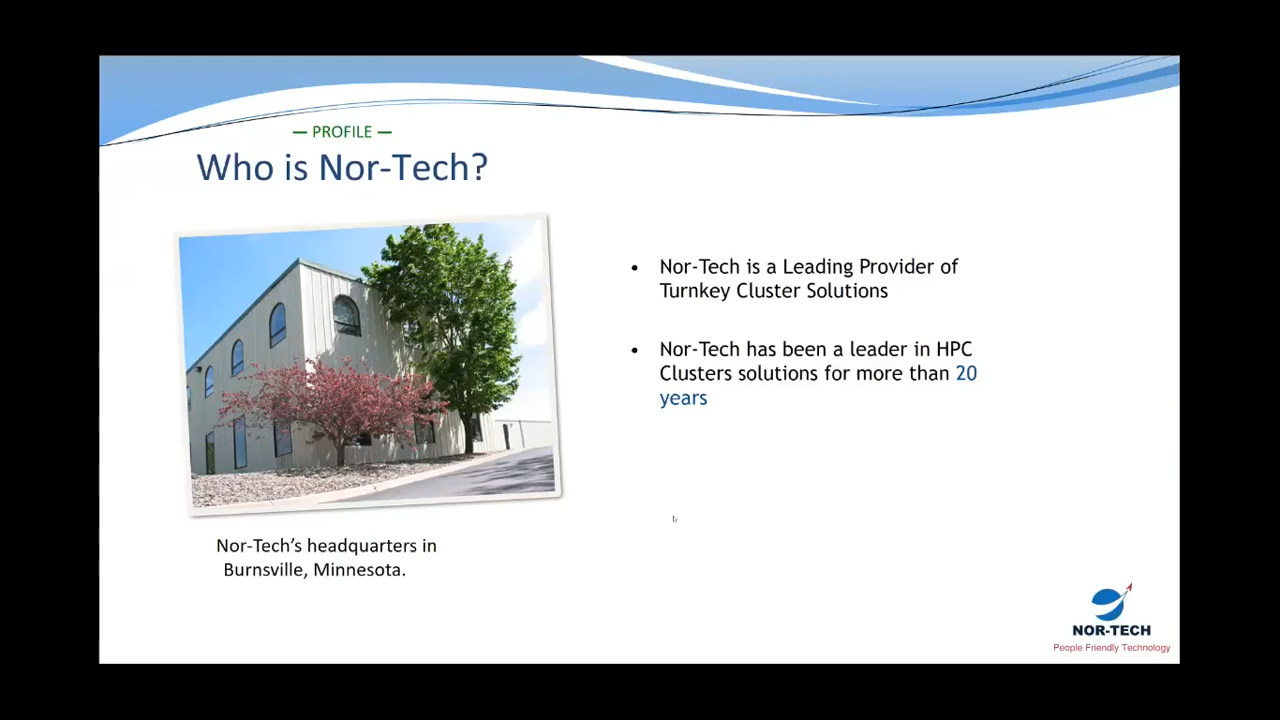 — PROFILE —
Who is Nor-Tech?
• Nor-Tech is a Leading Provider of
Turnkey Cluster Solutions
• Nor-Tech has been a leader in HPC
Clusters solutions for more than 20
years
Nor-Tech’s headquarters in
Burnsville, Minnesota.
NOR-TECH
People Friendly Technology